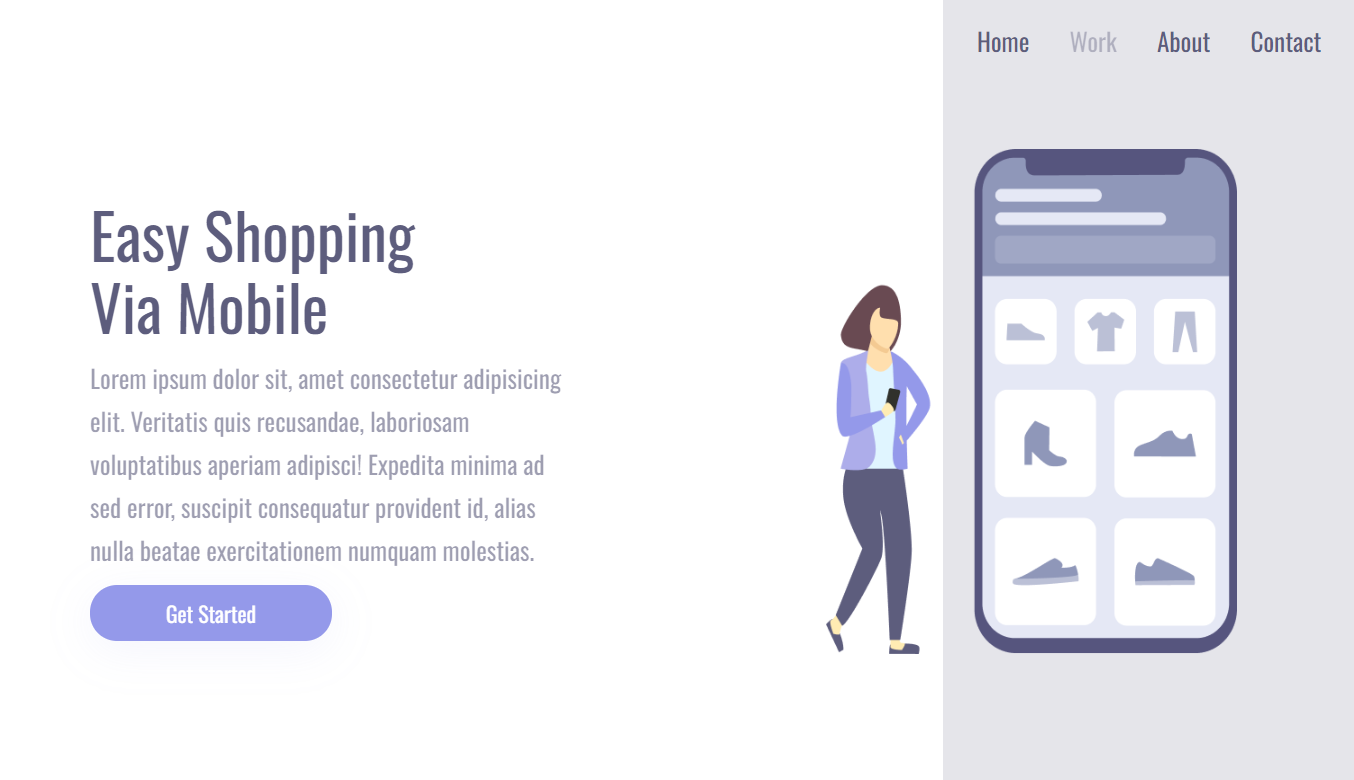 Home Work About Contact
Easy Shopping
Via Mobile
Lorem ipsum dolor sit, amet consectetur adipisicing
elit. Veritatis quis recusandae, laboriosam
voluptatibus aperiam adipisci! Expedita minima ad
sed error, suscipit consequatur provident id, alias
nulla beatae exercitationem numquam molestias.
Get Started